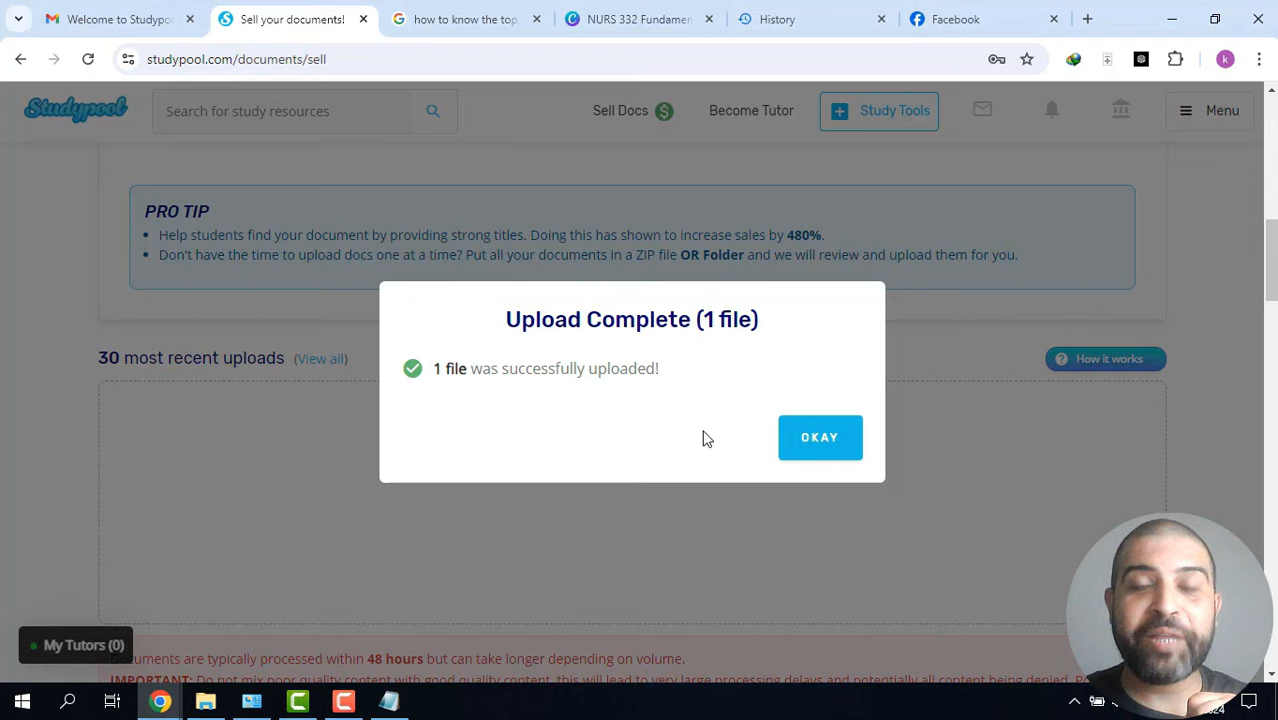 Welcome to Studypo
Sell your documents!
how to know the top
NURS 332 Fundamen
History
Facebook
studypool.com/documents/sell
k
Studypool
Search for study resources
Sell Docs $
Become Tutor
Study Tools
Menu
PRO TIP
Help students find your document by providing strong titles. Doing this has shown to increase sales by 480%.
Don't have the time to upload docs one at a time? Put all your documents in a ZIP file OR Folder and we will review and upload them for you.
Upload Complete (1 file)
30 most recent uploads (View all)
How it works
1 file was successfully uploaded!
OKAY
My Tutors (0)
Documents are typically processed within 48 hours but can take longer depending on volume.
IMPORTANT: Do not mix poor quality content with good quality content, this will lead to very large processing delays and potentially all content being denied.